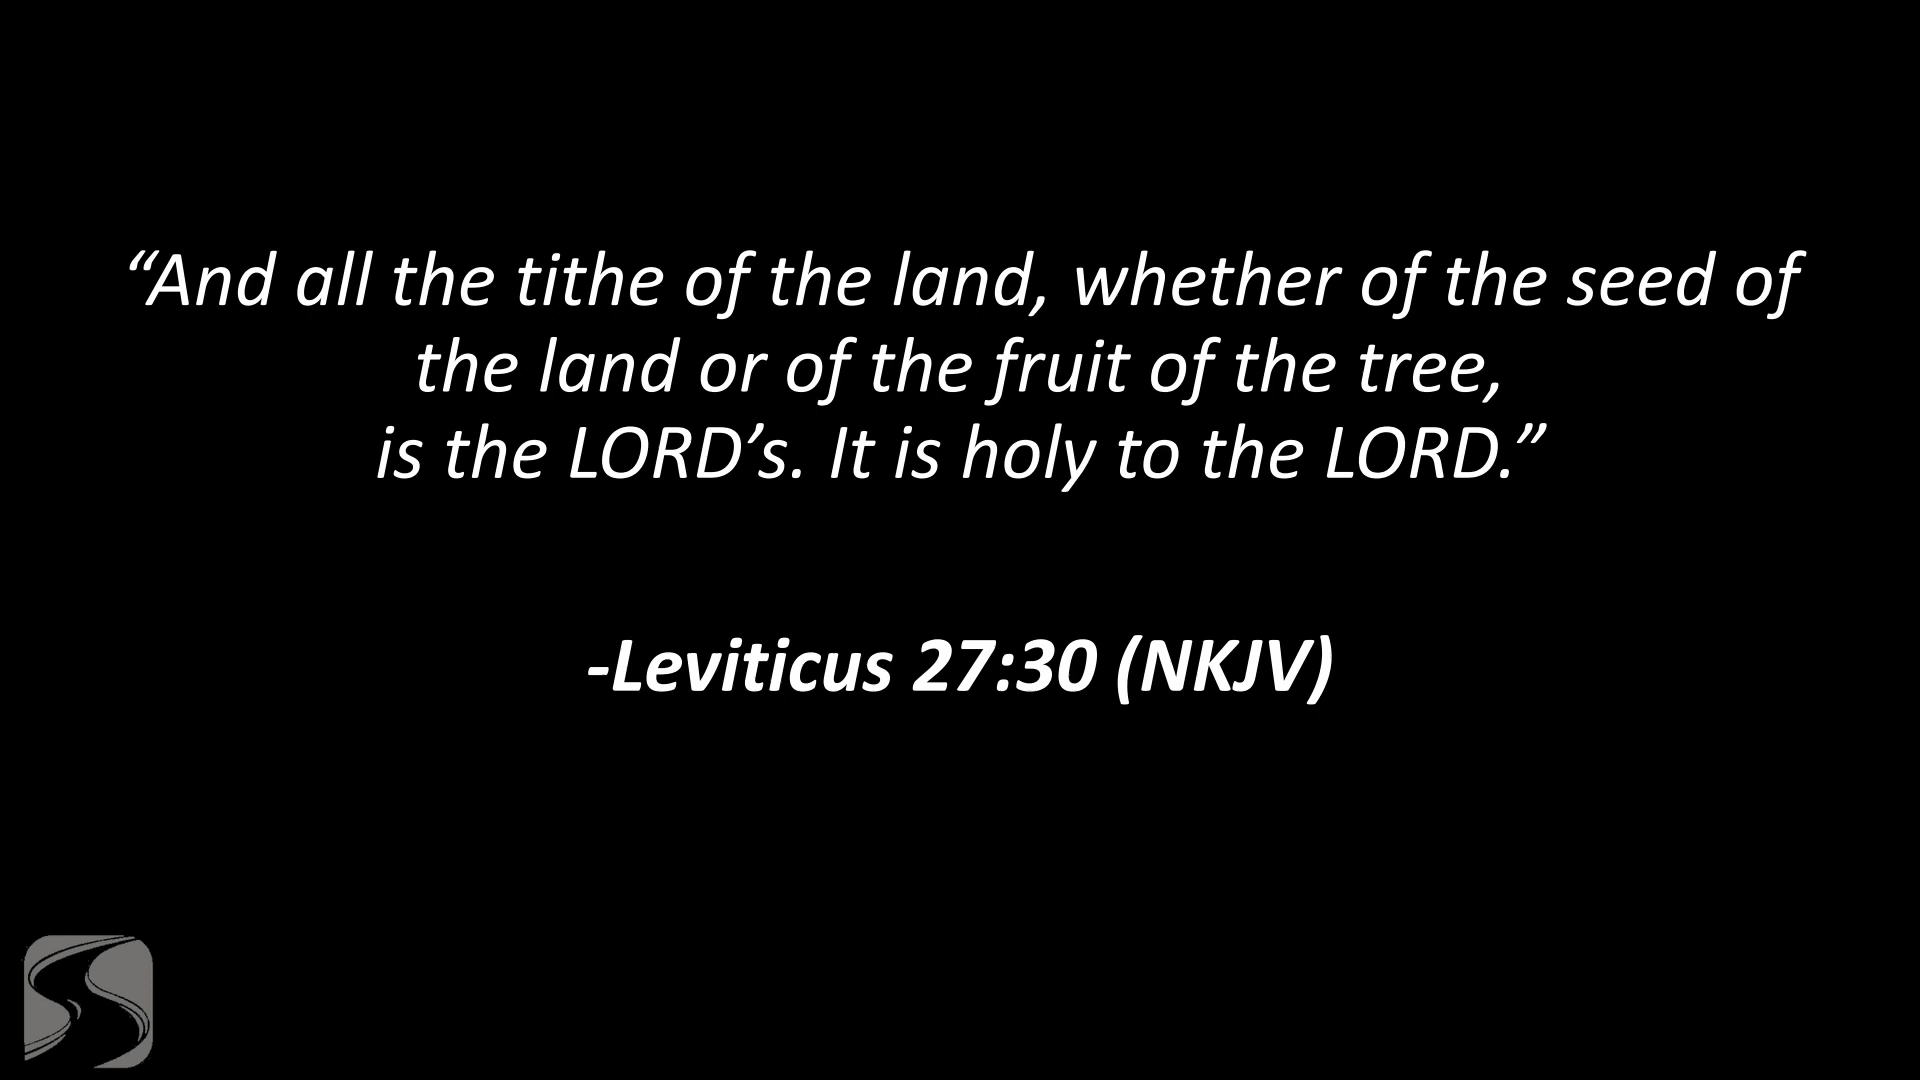 “And all the tithe of the land, whether of the seed of
the land or of the fruit of the tree,
is the LORD’s. It is holy to the LORD.”
-Leviticus 27:30 (NKJV)